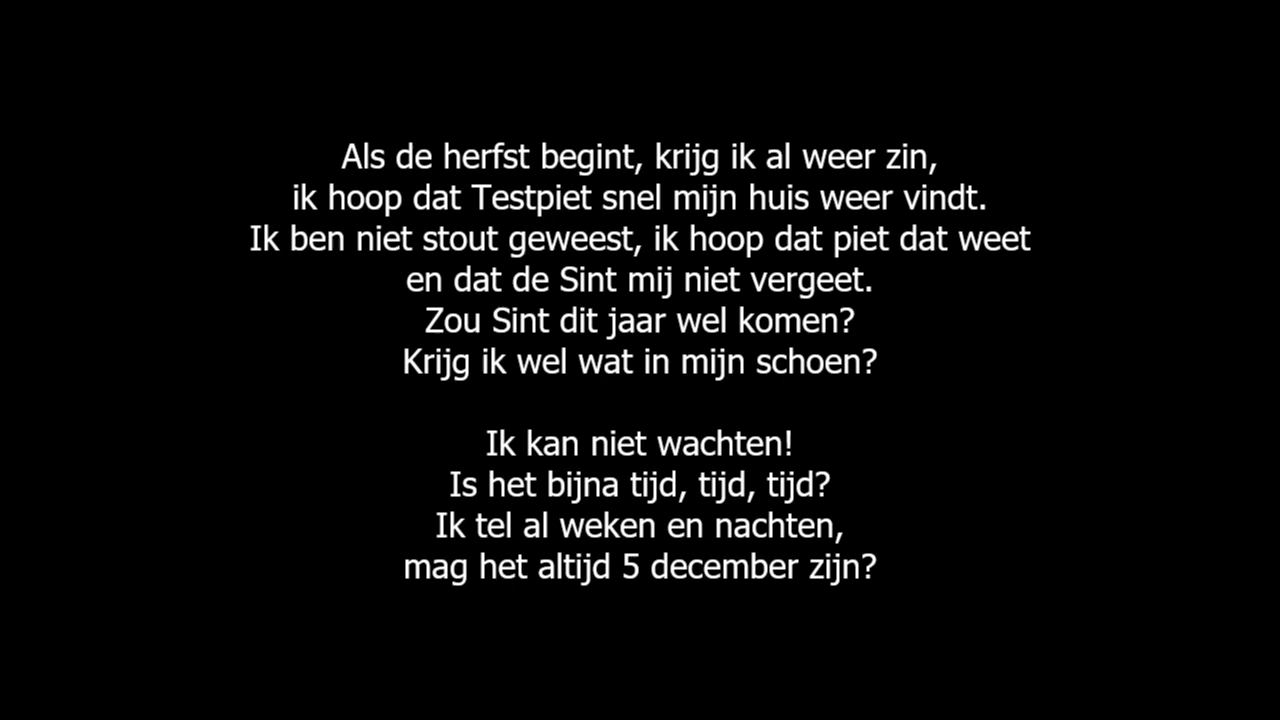 Als de herfst begint, krijg ik al weer zin,
ik hoop dat Testpiet snel mijn huis weer vindt.
Ik ben niet stout geweest, ik hoop dat piet dat weet
en dat de Sint mij niet vergeet.
Zou Sint dit jaar wel komen?
Krijg ik wel wat in mijn schoen?
Ik kan niet wachten!
Is het bijna tijd, tijd, tijd?
Ik tel al weken en nachten,
mag het altijd 5 december zijn?